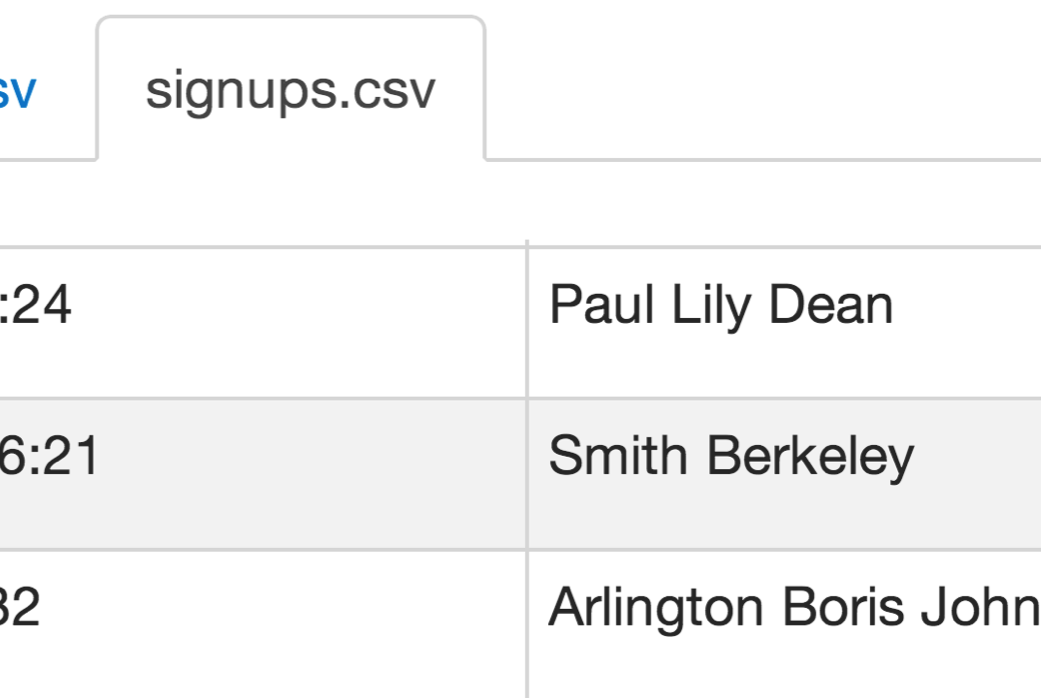 sv signups.csv
:24 Paul Lily Dean
6:21 Smith Berkeley
32 Arlington Boris John